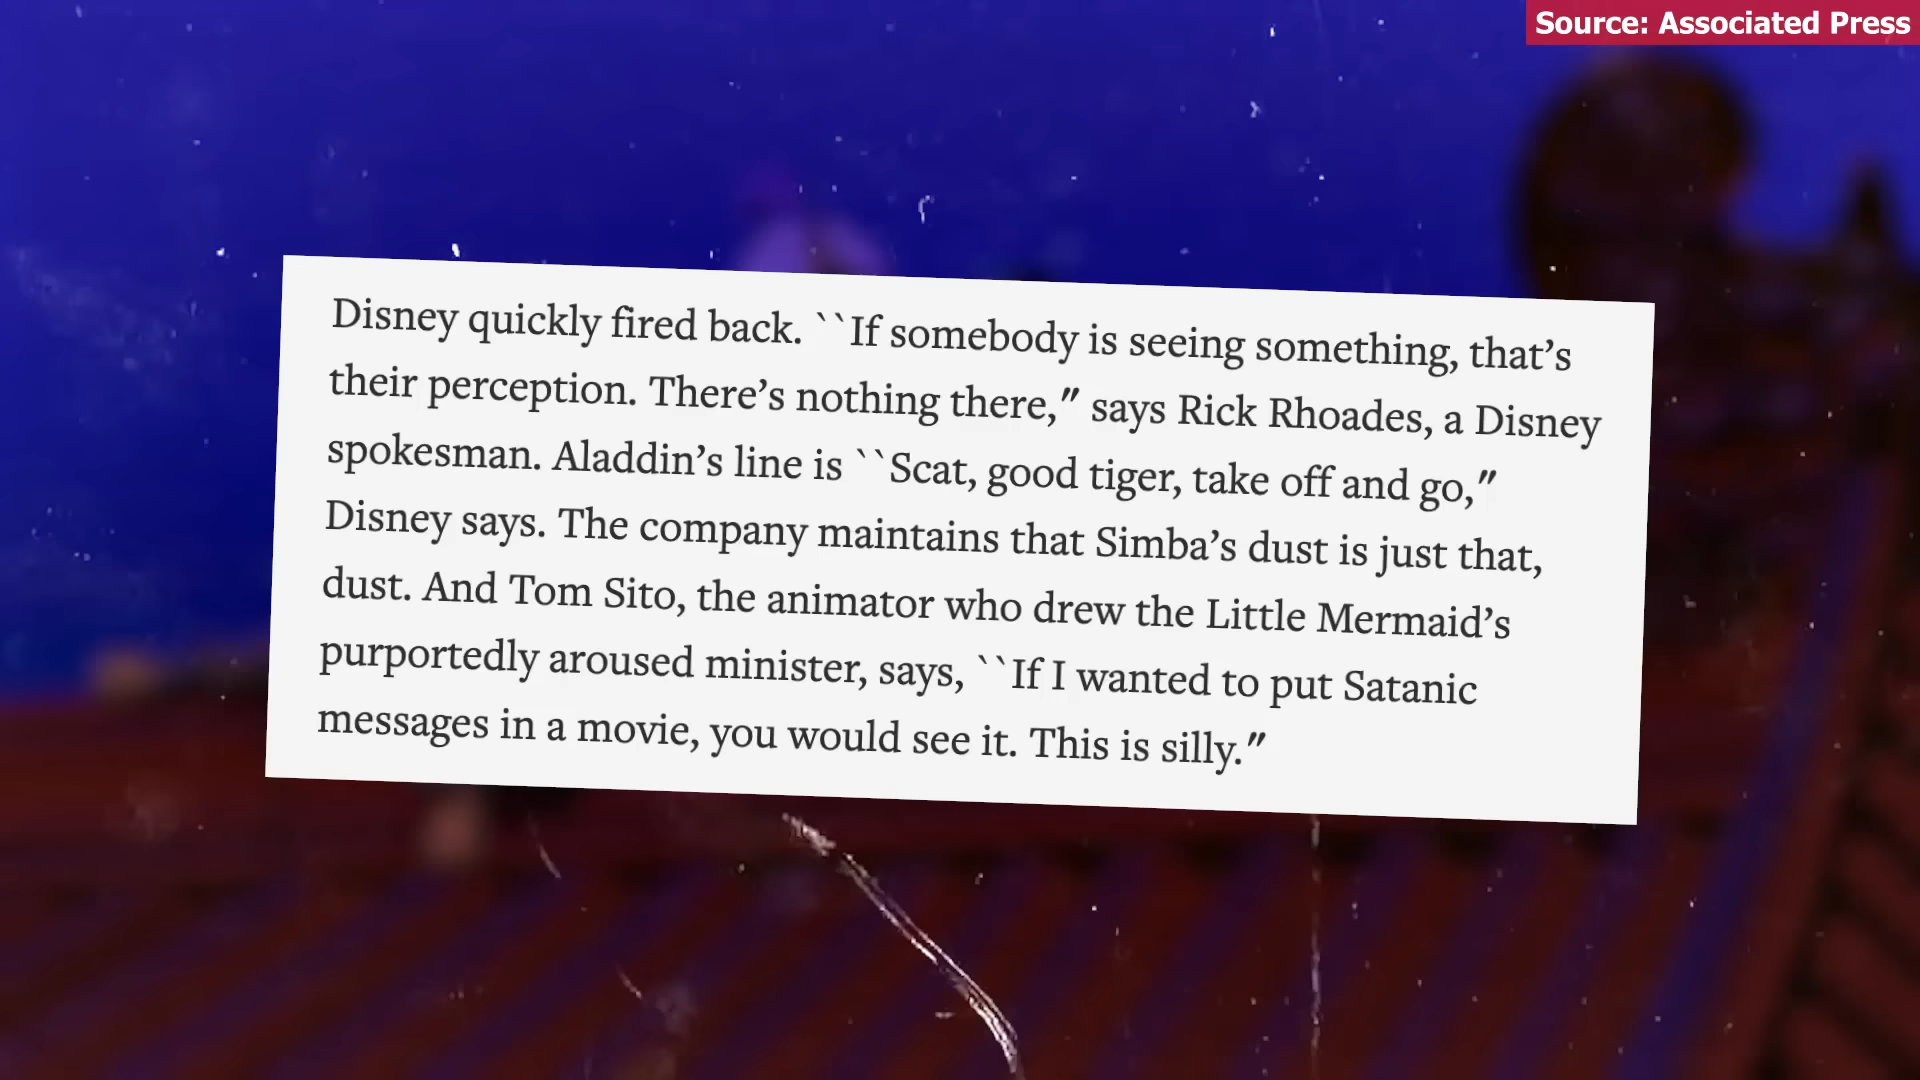 Source: Associated Press
Disney quickly fired back. ``If somebody is seeing something, that’s
their perception. There’s nothing there,″ says Rick Rhoades, a Disney
spokesman. Aladdin’s line is ``Scat, good tiger, take off and go,″
Disney says. The company maintains that Simba’s dust is just that,
dust. And Tom Sito, the animator who drew the Little Mermaid’s
purportedly aroused minister, says, ``If I wanted to put Satanic
messages in a movie, you would see it. This is silly.″